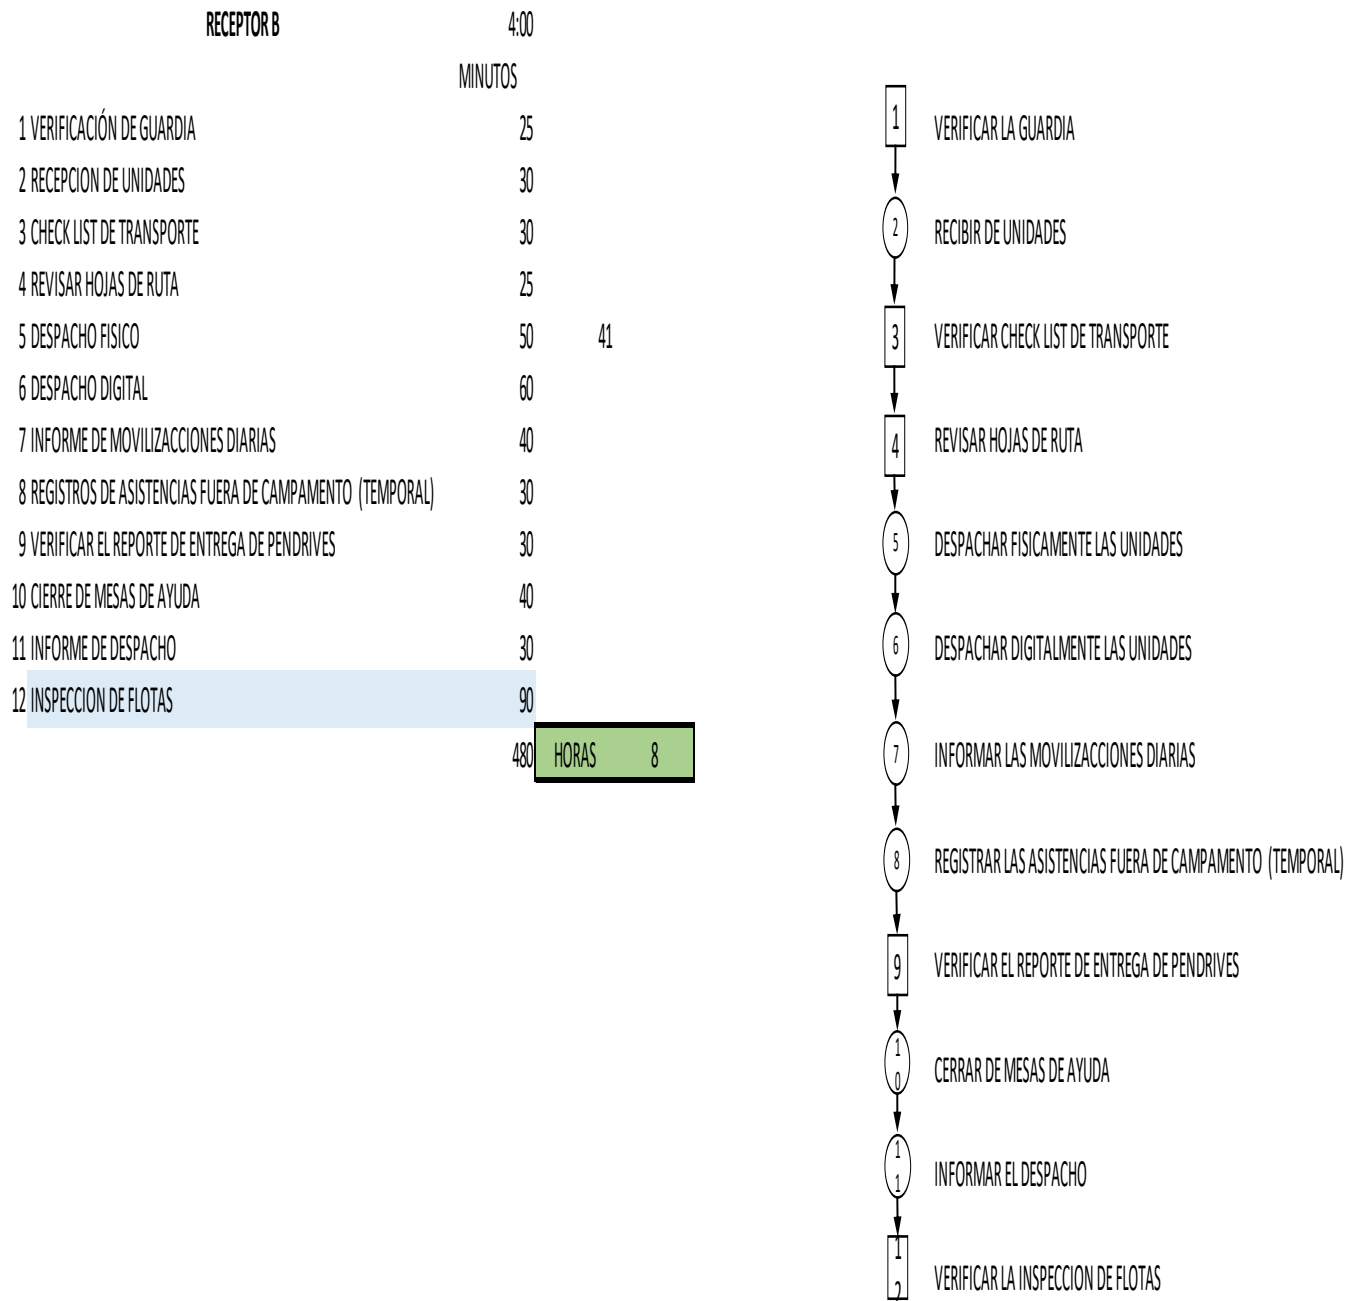 RECEPTOR B 4:00
MINUTOS
1 VERIFICACIÓN DE GUARDIA 25
2 RECEPCION DE UNIDADES 30
3 CHECK LIST DE TRANSPORTE 30
4 REVISAR HOJAS DE RUTA 25
5 DESPACHO FISICO 50 41
6 DESPACHO DIGITAL 60
7 INFORME DE MOVILIZACCIONES DIARIAS 40
8 REGISTROS DE ASISTENCIAS FUERA DE CAMPAMENTO (TEMPORAL) 30
9 VERIFICAR EL REPORTE DE ENTREGA DE PENDRIVES 30
10 CIERRE DE MESAS DE AYUDA 40
11 INFORME DE DESPACHO 30
12 INSPECCION DE FLOTAS 90
480 HORAS 8
1 VERIFICAR LA GUARDIA
2 RECIBIR DE UNIDADES
3 VERIFICAR CHECK LIST DE TRANSPORTE
4 REVISAR HOJAS DE RUTA
5 DESPACHAR FISICAMENTE LAS UNIDADES
6 DESPACHAR DIGITALMENTE LAS UNIDADES
7 INFORMAR LAS MOVILIZACCIONES DIARIAS
8 REGISTRAR LAS ASISTENCIAS FUERA DE CAMPAMENTO (TEMPORAL)
9 VERIFICAR EL REPORTE DE ENTREGA DE PENDRIVES
10 CERRAR DE MESAS DE AYUDA
11 INFORMAR EL DESPACHO
12 VERIFICAR LA INSPECCION DE FLOTAS